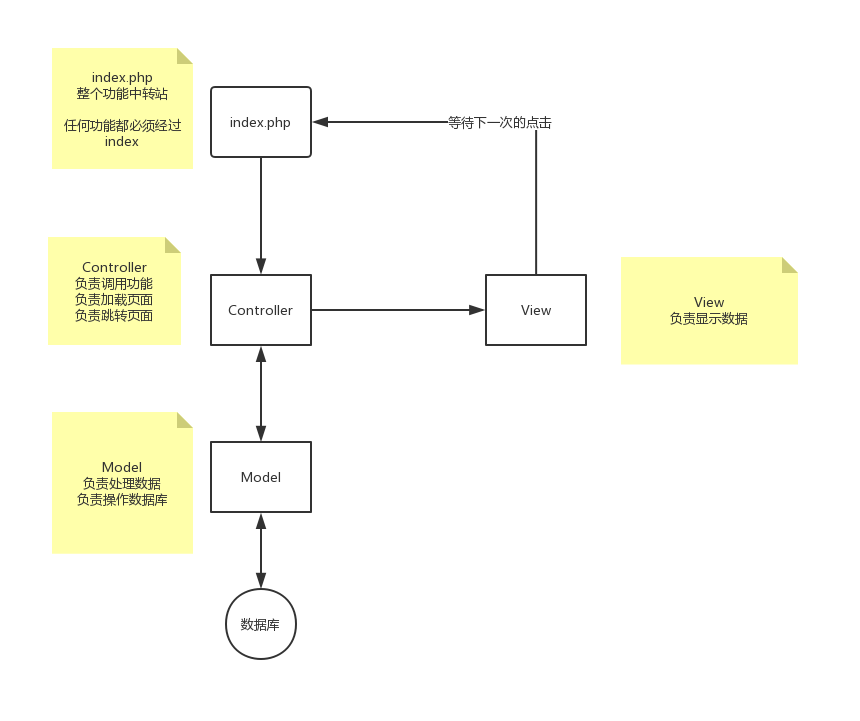 index.php
整个功能中转站
任何功能都必须经过
index
index.php
等待下一次的点击
Controller
负责调用功能
负责加载页面
负责跳转页面
Controller
View
View
负责显示数据
Model
负责处理数据
负责操作数据库
Model
数据库